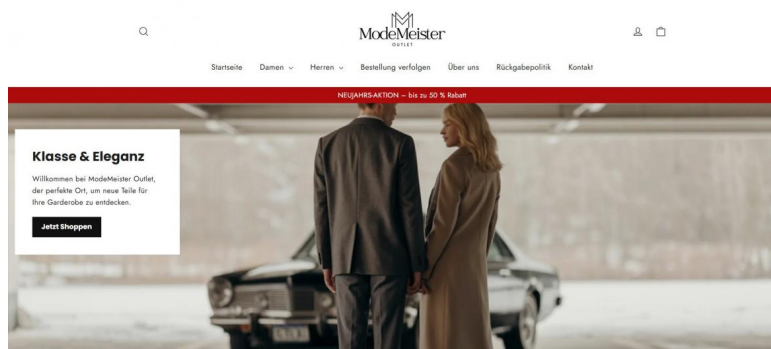 ModeMeister
OUTLET
Startseite Damen Herren Bestellung verfolgen Über uns Rückgabepolitik Kontakt
NEUJAHRS-AKTION – bis zu 50 % Rabatt
Klasse & Eleganz
Willkommen bei ModeMeister Outlet,
der perfekte Ort, um neue Teile für
Ihre Garderobe zu entdecken.
Jetzt Shoppen